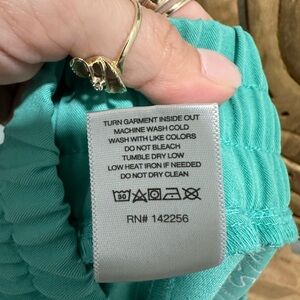 TURN GARMENT INSIDE OUT
MACHINE WASH COLD
WASH WITH LIKE COLORS
DO NOT BLEACH
TUMBLE DRY LOW
LOW HEAT IRON IF NEEDED
DO NOT DRY CLEAN
30
RN# 142256